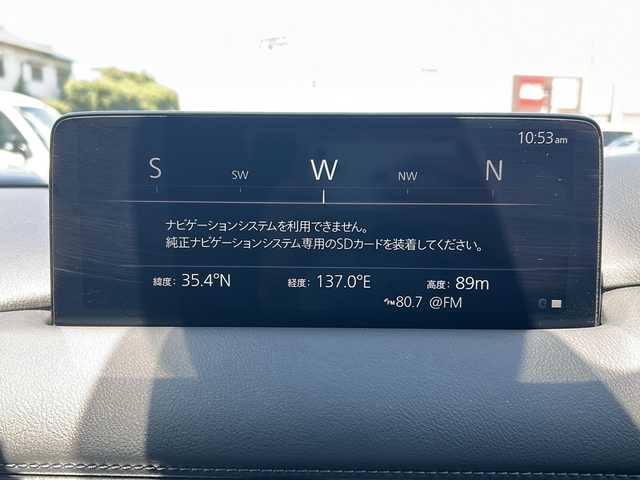 10:53am
S SW W NW N
ナビゲーションシステムを利用できません。
純正ナビゲーションシステム専用のSDカードを装着してください。
緯度: 35.4°N 経度: 137.0°E 高度: 89m
FM 80.7 @FM